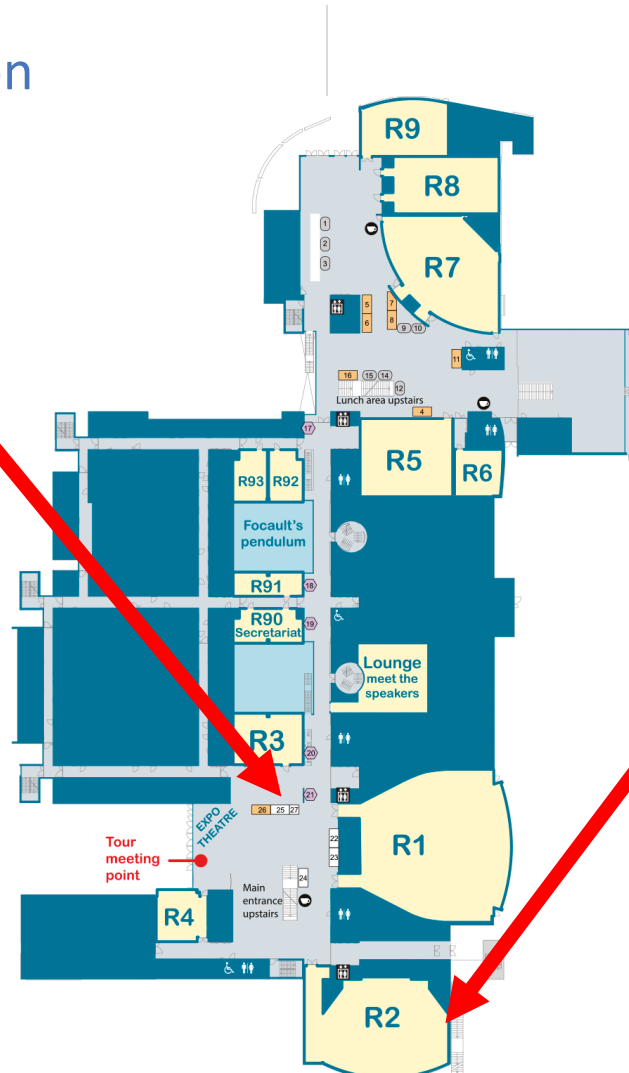 n
R9
R8
R7
1
2
3
5
6
7
8
9
10
11
16
15
14
12
Lunch area upstairs
4
17
R5
R6
R93
R92
Focault's
pendulum
R91
18
R90
Secretariat
19
Lounge
meet the
speakers
R3
20
21
26
25
27
EXPO
THEATRE
22
23
R1
Tour
meeting
point
24
Main
entrance
upstairs
R4
R2